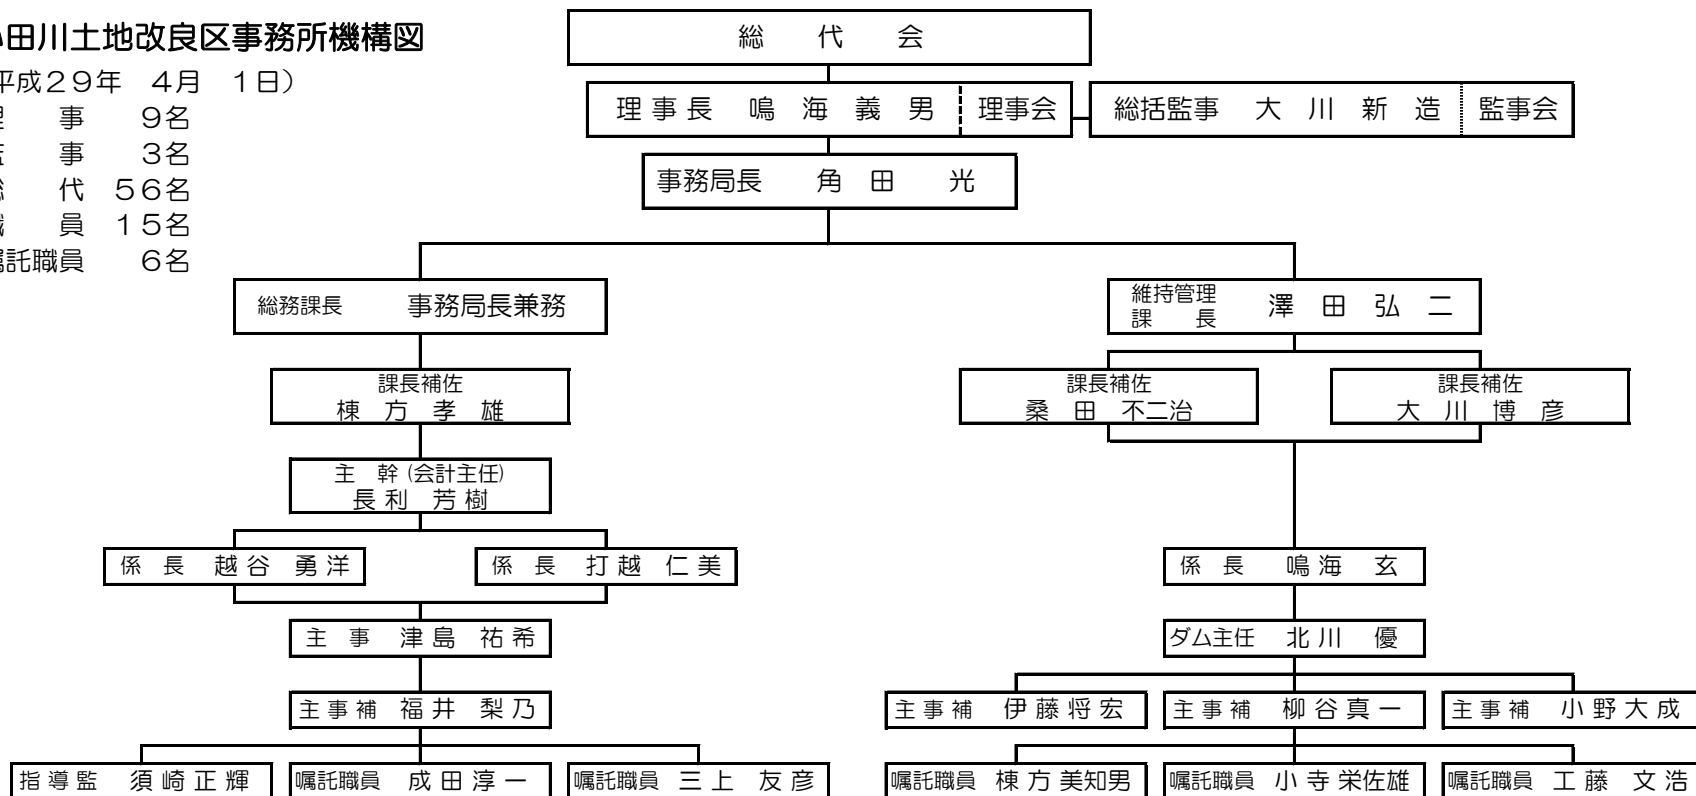 田川土地改良区事務所機構図
平成２９年　４月　１日）
事　９名
事　３名
代　５６名
員　１５名
託職員　６名
総　代　会
理事長　鳴海義男　理事会
総括監事　大川新造　監事会
事務局長　角田　光
総務課長　事務局長兼務
維持管理
課　長　澤田弘二
課長補佐
棟方孝雄
課長補佐
桑田不二治
課長補佐
大川博彦
主　幹（会計主任）
長利　芳樹
係　長　越谷　勇洋
係　長　打越　仁美
係　長　鳴海　玄
主　事　津島　祐希
ダム主任　北川　優
主事補　福井　梨乃
主事補　伊藤将宏
主事補　柳谷真一
主事補　小野大成
指導監　須崎正輝
嘱託職員　成田淳一
嘱託職員　三上　友彦
嘱託職員　棟方美知男
嘱託職員　小寺栄佐雄
嘱託職員　工藤　文浩